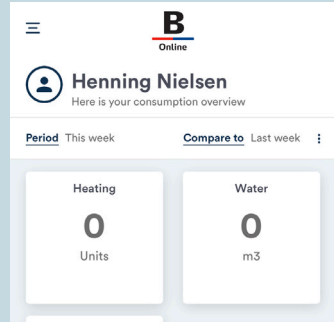 B
Online
Henning Nielsen
Here is your consumption overview
Period This week Compare to Last week
Heating Water
0 0
Units m3